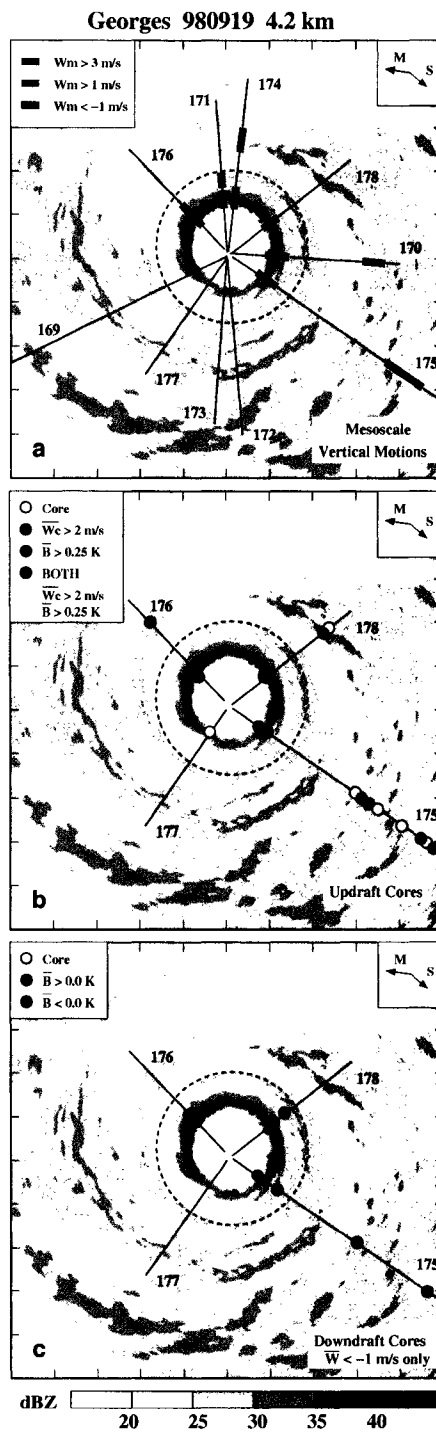 Georges 980919 4.2 km
Wm > 3 m/s
Wm > 1 m/s
Wm < -1 m/s
M
S
174
171
176
178
170
169
175
177
173
172
a
Mesoscale
Vertical Motions
Core
Wc > 2 m/s
B > 0.25 K
BOTH
Wc > 2 m/s
B > 0.25 K
M
S
176
178
175
177
b
Updraft Cores
Core
B > 0.0 K
B < 0.0 K
M
S
176
178
175
177
c
Downdraft Cores
W < -1 m/s only
dBZ
20 25 30 35 40